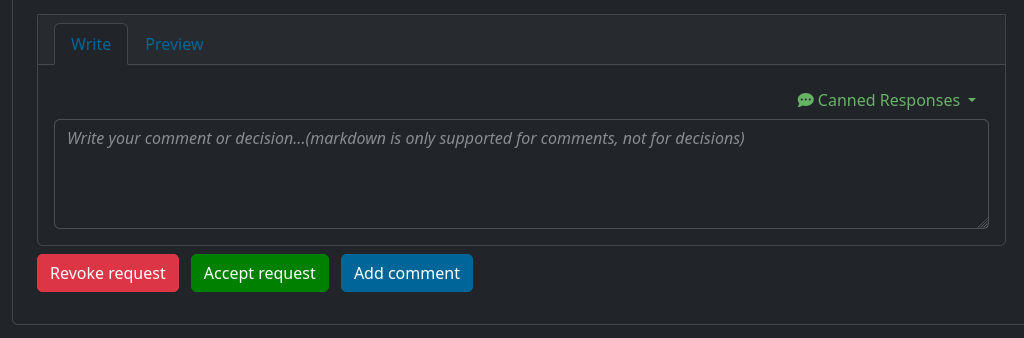 Write Preview
Canned Responses
Write your comment or decision...(markdown is only supported for comments, not for decisions)
Revoke request Accept request Add comment